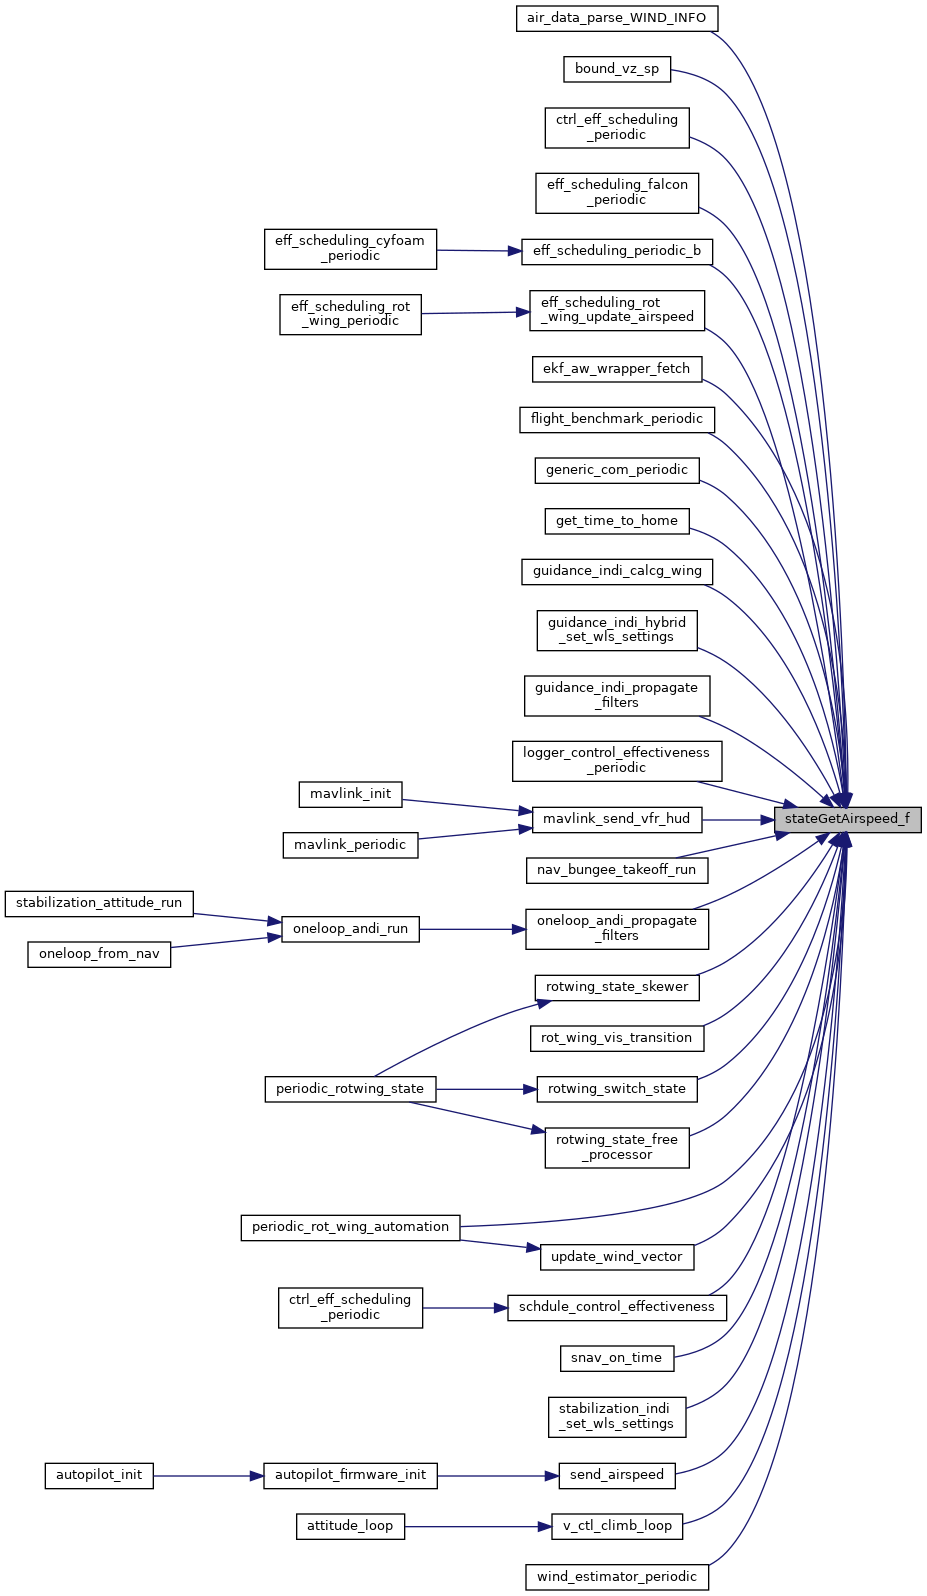 air_data_parse_WIND_INFO
bound_vz_sp
ctrl_eff_scheduling
_periodic
eff_scheduling_falcon
_periodic
eff_scheduling_cyfoam
_periodic
eff_scheduling_periodic_b
eff_scheduling_rot
_wing_periodic
eff_scheduling_rot
_wing_update_airspeed
ekf_aw_wrapper_fetch
flight_benchmark_periodic
generic_com_periodic
get_time_to_home
guidance_indi_calcg_wing
guidance_indi_hybrid
_set_wls_settings
guidance_indi_propagate
_filters
logger_control_effectiveness
_periodic
mavlink_init
mavlink_send_vfr_hud
stateGetAirspeed_f
mavlink_periodic
nav_bungee_takeoff_run
stabilization_attitude_run
oneloop_andi_run
oneloop_andi_propagate
_filters
oneloop_from_nav
rotwing_state_skewer
rot_wing_vis_transition
periodic_rotwing_state
rotwing_switch_state
rotwing_state_free
_processor
periodic_rot_wing_automation
update_wind_vector
ctrl_eff_scheduling
_periodic
schdule_control_effectiveness
snav_on_time
stabilization_indi
_set_wls_settings
autopilot_init
autopilot_firmware_init
send_airspeed
attitude_loop
v_ctl_climb_loop
wind_estimator_periodic